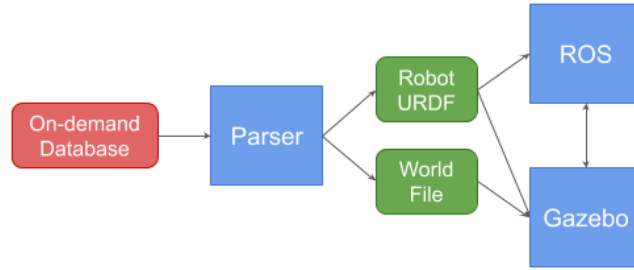 On-demand
Database
Parser
Robot
URDF
World
File
ROS
Gazebo